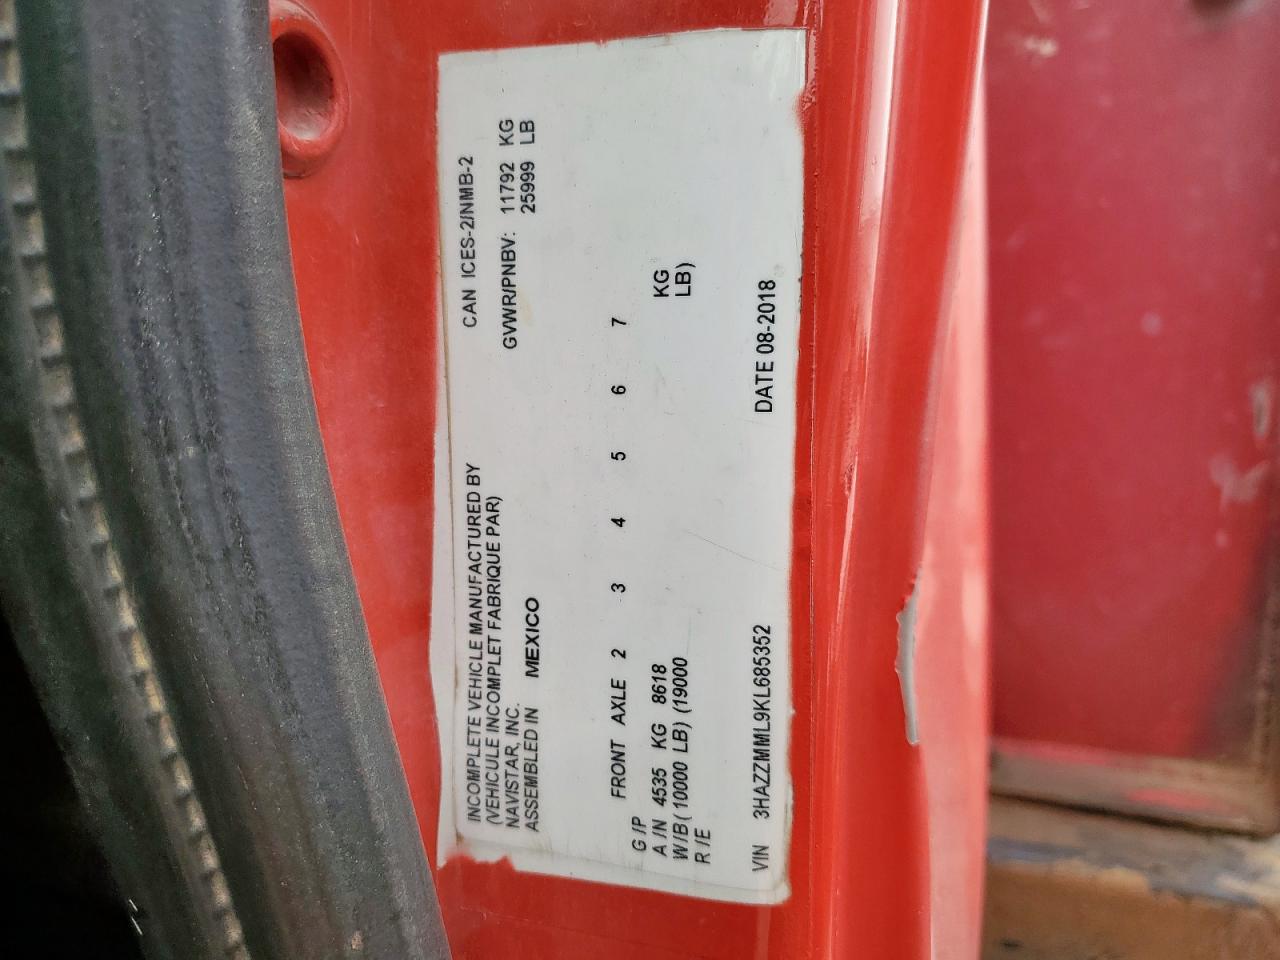 INCOMPLETE VEHICLE MANUFACTURED BY
(VEHICULE INCOMPLET FABRIQUE PAR)
NAVISTAR, INC.
ASSEMBLED IN MEXICO
CAN ICES-2/NMB-2
GVWR/PNBV: 11792 KG
25999 LB
FRONT AXLE 2 3 4 5 6 7
G/P
A/N 4535 KG 8618 KG
W/B (10000 LB) (19000 LB)
R/E
VIN 3HAZZMML9KL685352 DATE 08-2018